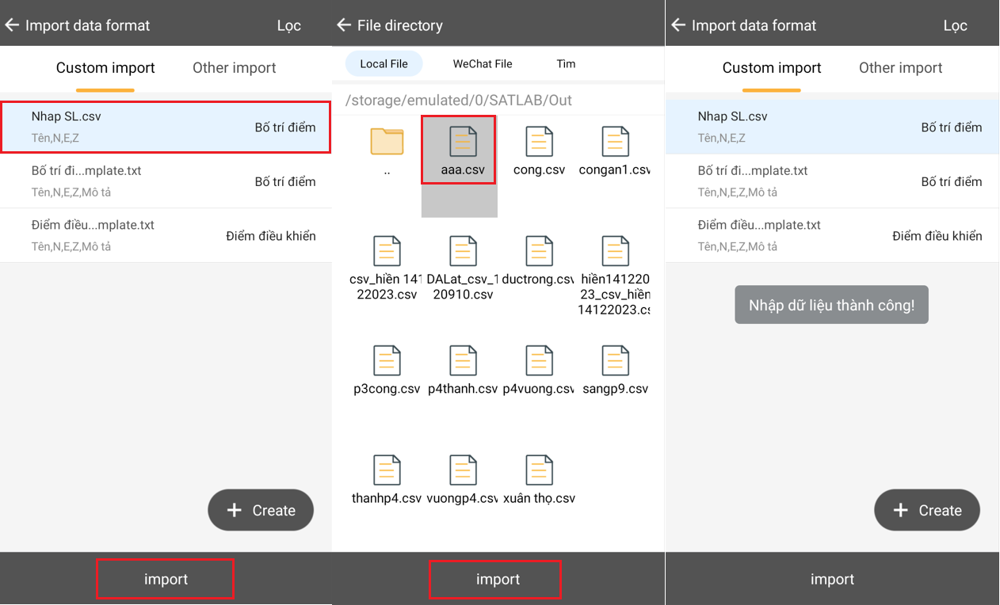 Import data format
Lọc
Custom import
Other import
Nhap SL.csv
Bố trí điểm
Tên,N,E,Z
Bố trí đi...mplate.txt
Bố trí điểm
Tên,N,E,Z,Mô tả
Điểm điều...mplate.txt
Điểm điều khiển
Tên,N,E,Z,Mô tả
+ Create
import
File directory
Local File
WeChat File
Tìm
/storage/emulated/0/SATLAB/Out
..
aaa.csv
cong.csv
congan1.csv
csv_hiền 141
22023.csv
DALat_csv_1
20910.csv
ductrong.csv
hiền141220
23_csv_hiền
14122023.cs
p3cong.csv
p4thanh.csv
p4vuong.csv
sangp9.csv
thanhp4.csv
vuongp4.csv
xuân thọ.csv
import
Import data format
Lọc
Custom import
Other import
Nhap SL.csv
Bố trí điểm
Tên,N,E,Z
Bố trí đi...mplate.txt
Bố trí điểm
Tên,N,E,Z,Mô tả
Điểm điều...mplate.txt
Điểm điều khiển
Tên,N,E,Z,Mô tả
Nhập dữ liệu thành công!
+ Create
import